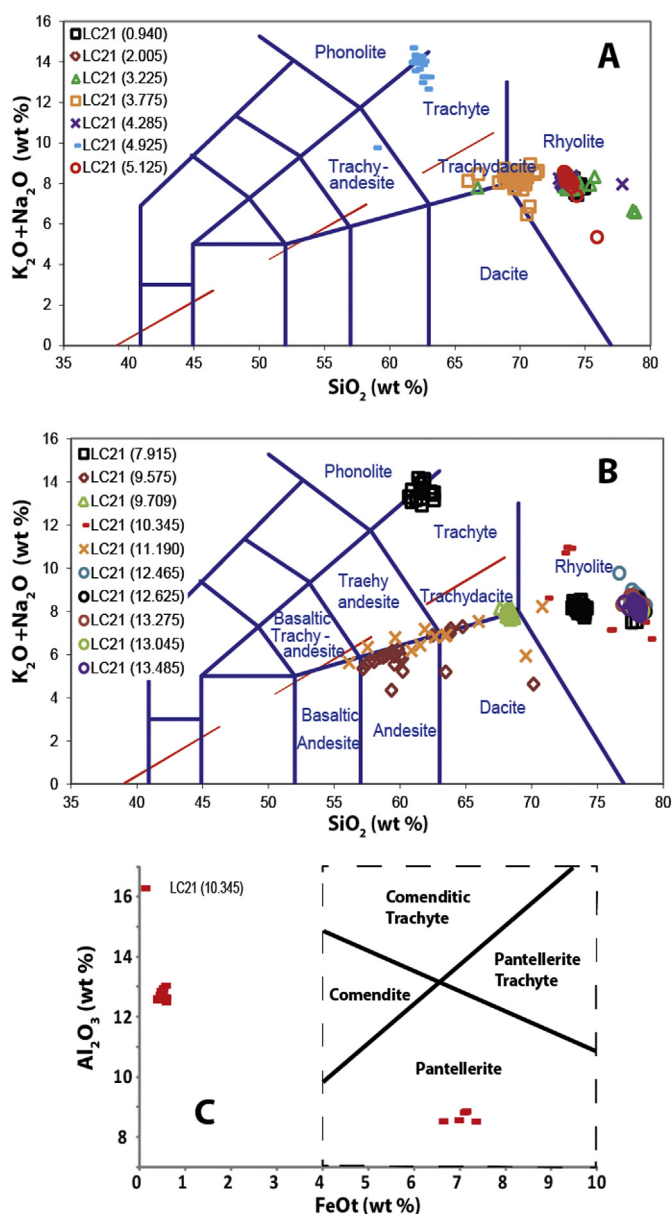 A
LC21 (0.940)
LC21 (2.005)
LC21 (3.225)
LC21 (3.775)
LC21 (4.285)
LC21 (4.925)
LC21 (5.125)
Phonolite
Trachyte
Rhyolite
Trachy-
andesite
Trachydacite
Dacite
K2O+Na2O (wt %)
16
14
12
10
8
6
4
2
0
35 40 45 50 55 60 65 70 75 80
SiO2 (wt %)
B
LC21 (7.915)
LC21 (9.575)
LC21 (9.709)
LC21 (10.345)
LC21 (11.190)
LC21 (12.465)
LC21 (12.625)
LC21 (13.275)
LC21 (13.045)
LC21 (13.485)
Phonolite
Trachyte
Rhyolite
Trachy
andesite
Trachydacite
Basaltic
Trachy-
andesite
Basaltic
Andesite
Andesite
Dacite
K2O+Na2O (wt %)
16
14
12
10
8
6
4
2
0
35 40 45 50 55 60 65 70 75 80
SiO2 (wt %)
LC21 (10.345)
Comenditic
Trachyte
Pantellerite
Trachyte
Comendite
Pantellerite
C
Al2O3 (wt %)
16
14
12
10
8
0 1 2 3 4 5 6 7 8 9 10
FeOt (wt %)